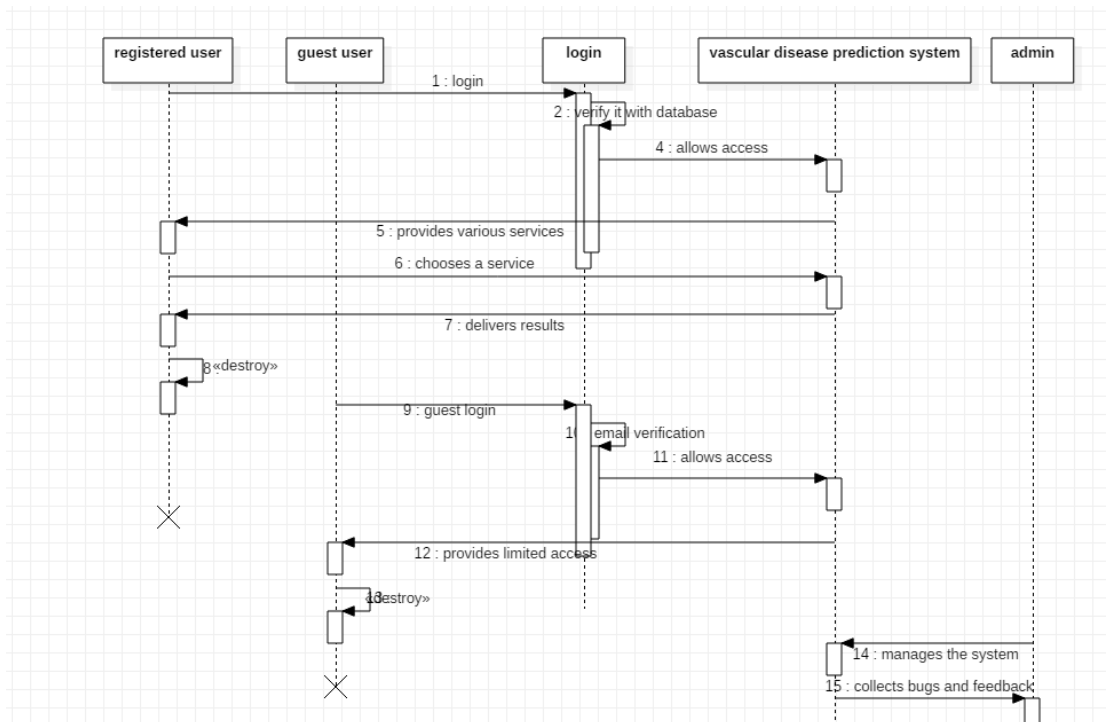 registered user
guest user
login
vascular disease prediction system
admin
1 : login
2 : verify it with database
4 : allows access
5 : provides various services
6 : chooses a service
7 : delivers results
8 : «destroy»
9 : guest login
10 email verification
11 : allows access
12 : provides limited access
13 «destroy»
14 : manages the system
15 : collects bugs and feedback